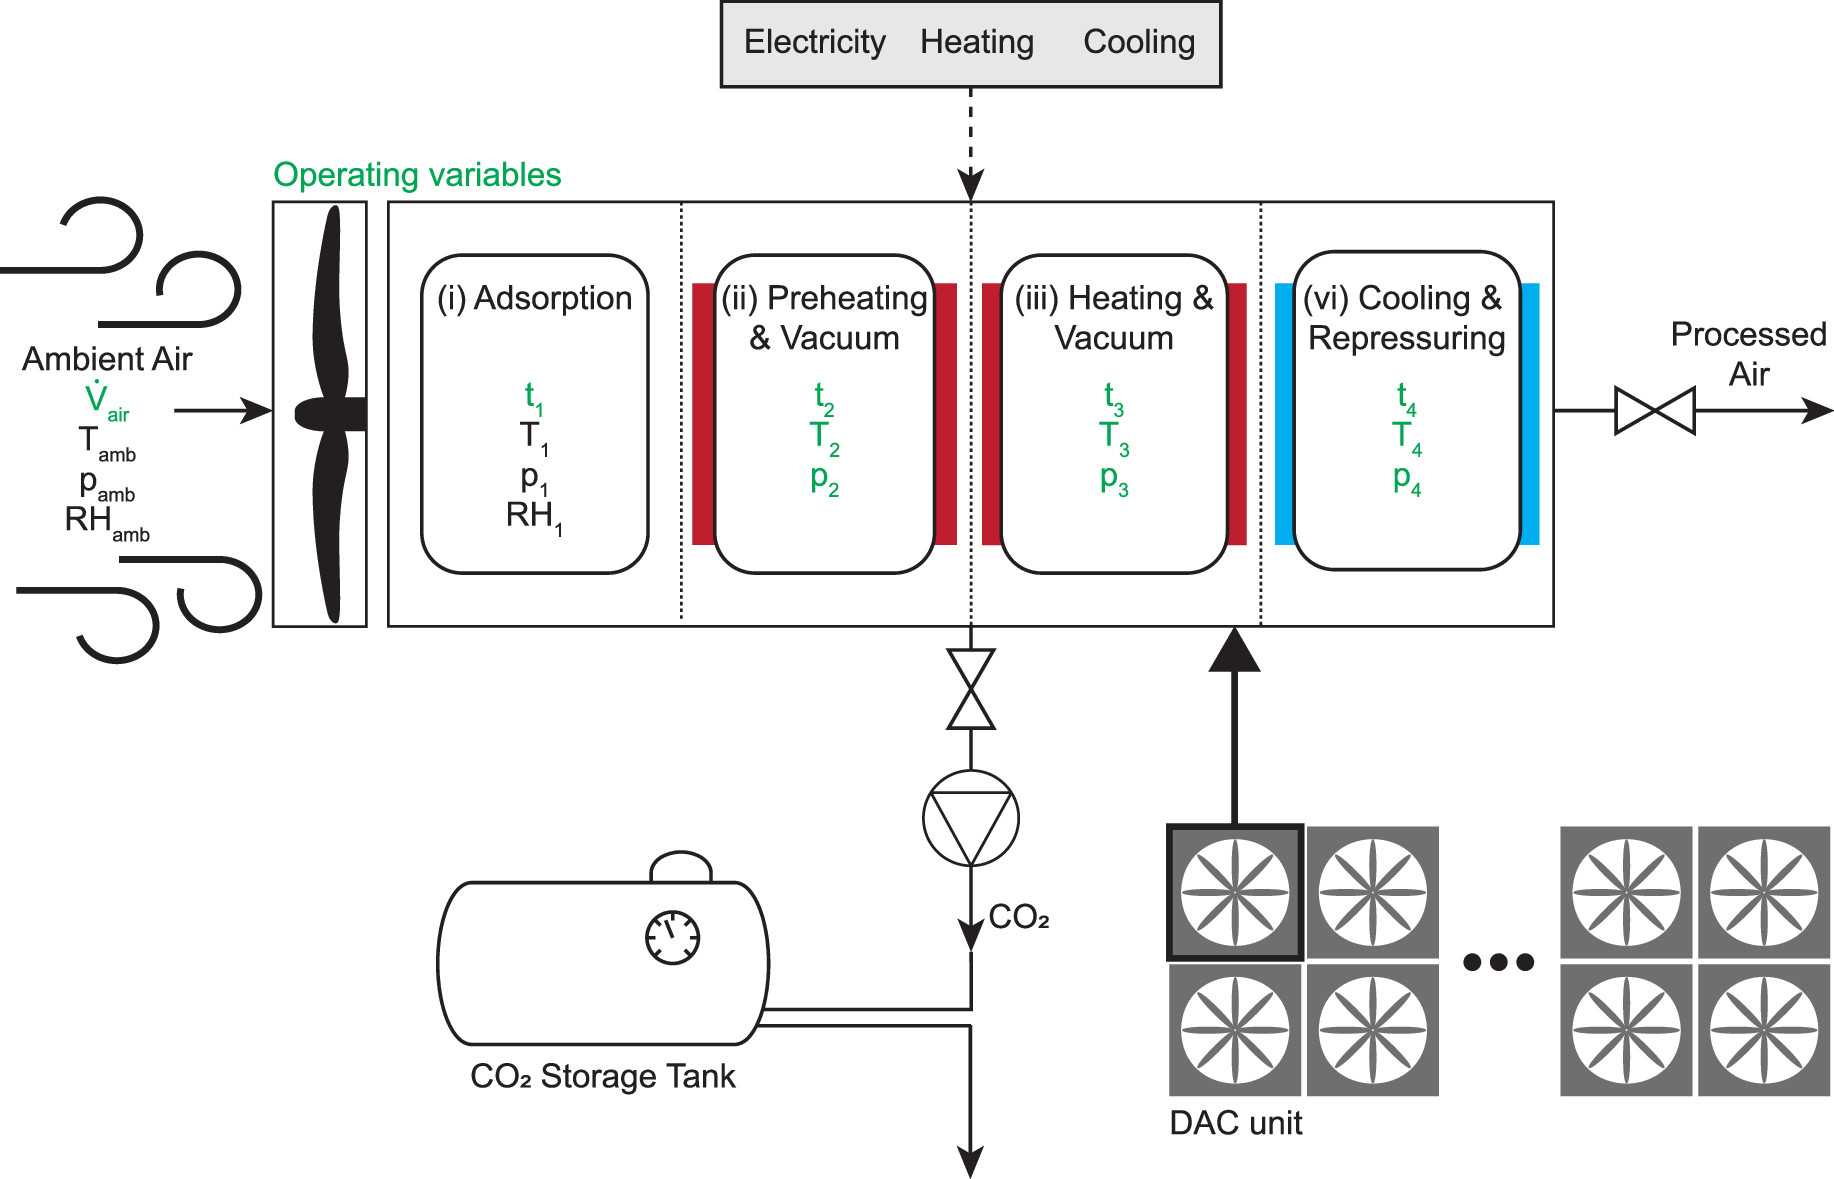 Electricity Heating Cooling
Operating variables
Ambient Air
V̇air
Tamb
pamb
RHamb
(i) Adsorption
t1
T1
p1
RH1
(ii) Preheating
& Vacuum
t2
T2
p2
(iii) Heating &
Vacuum
t3
T3
p3
(vi) Cooling &
Repressuring
t4
T4
p4
Processed
Air
CO₂
CO₂ Storage Tank
DAC unit